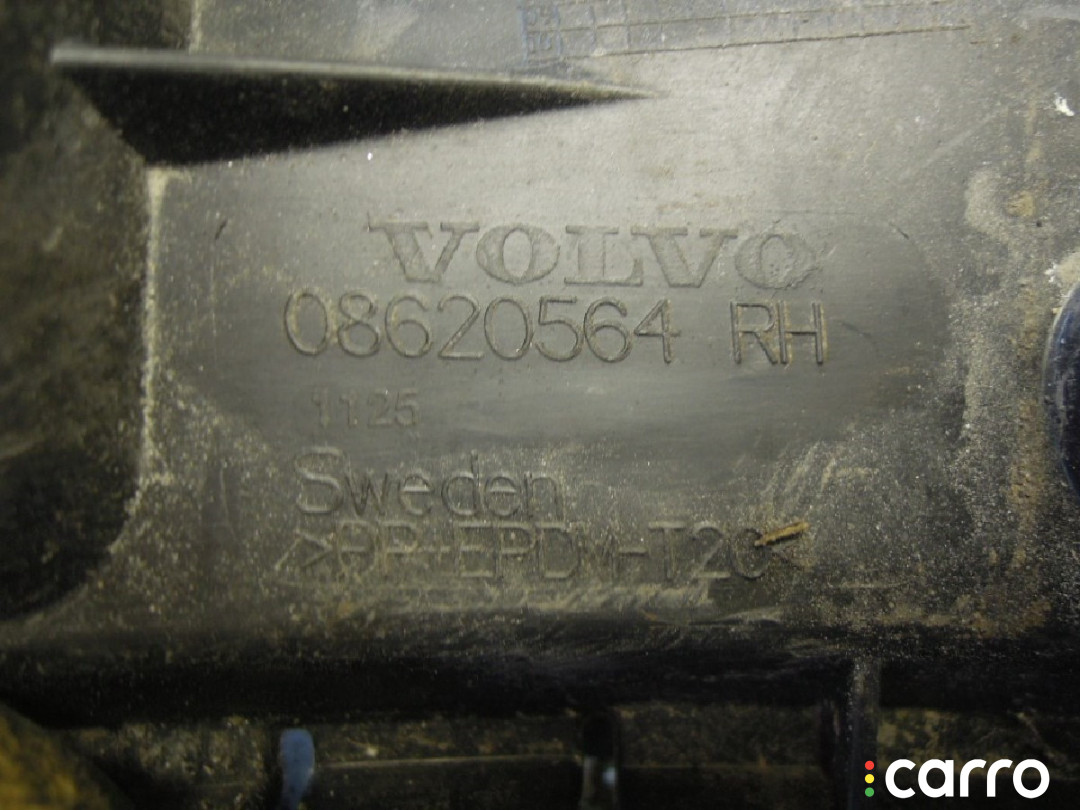 VOLVO
08620564 RH
1125
Sweden
>PP+EPDM-T20<
carro